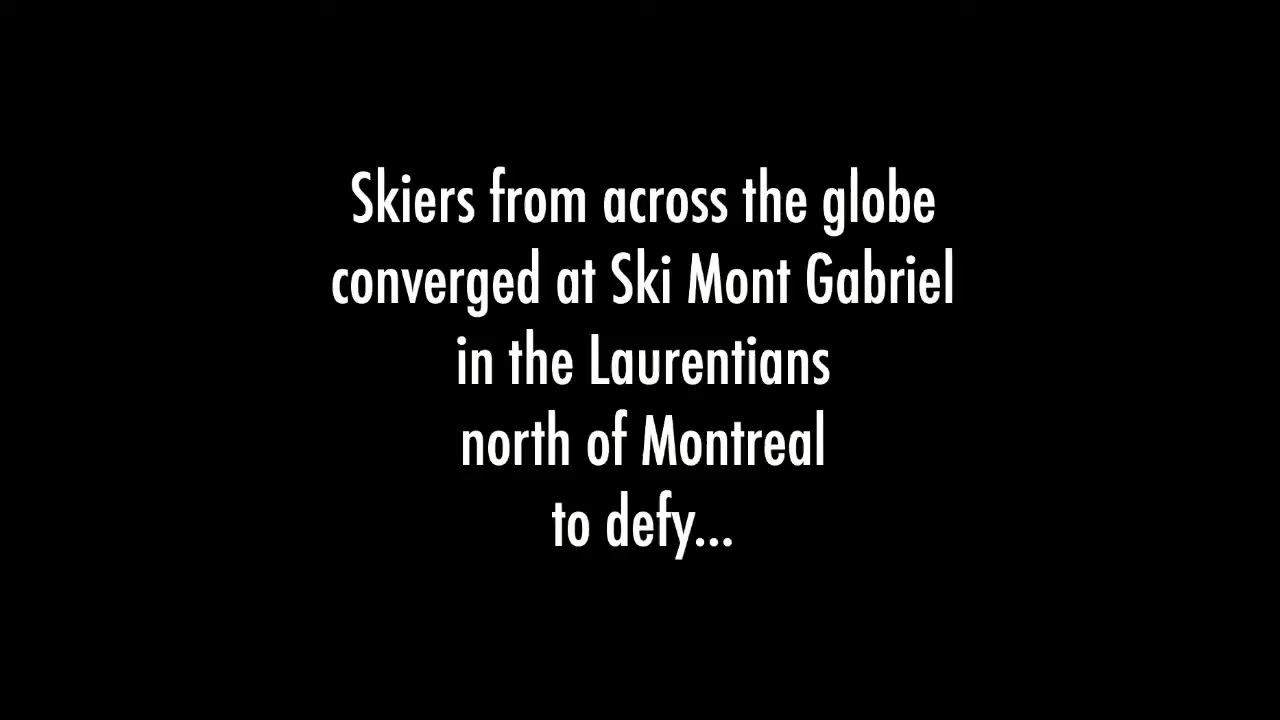 Skiers from across the globe
converged at Ski Mont Gabriel
in the Laurentians
north of Montreal
to defy...